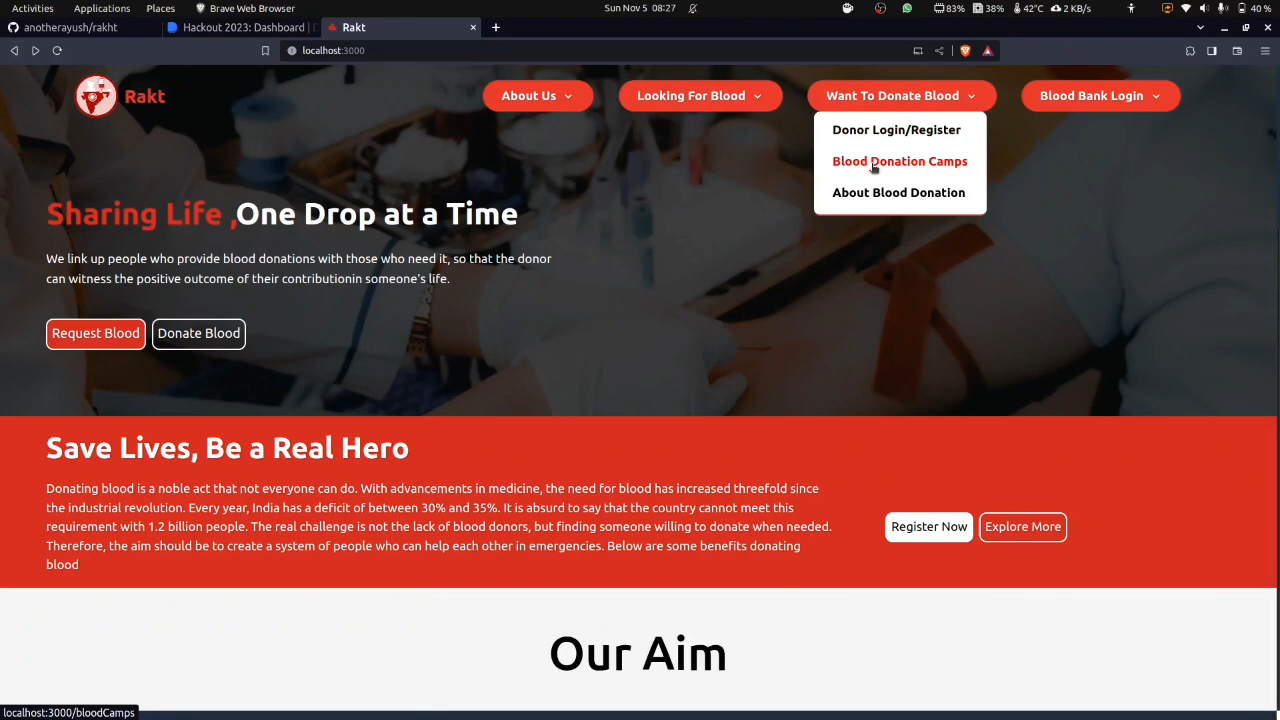 Activities Applications Places Brave Web Browser Sun Nov 5 08:27 83% 38% 42°C 2 KB/s 40 %
anotherayush/rakht Hackout 2023: Dashboard | Rakt
localhost:3000
Rakt About Us Looking For Blood Want To Donate Blood Blood Bank Login
Donor Login/Register
Blood Donation Camps
About Blood Donation
Sharing Life ,One Drop at a Time
We link up people who provide blood donations with those who need it, so that the donor
can witness the positive outcome of their contributionin someone's life.
Request Blood Donate Blood
Save Lives, Be a Real Hero
Donating blood is a noble act that not everyone can do. With advancements in medicine, the need for blood has increased threefold since
the industrial revolution. Every year, India has a deficit of between 30% and 35%. It is absurd to say that the country cannot meet this
requirement with 1.2 billion people. The real challenge is not the lack of blood donors, but finding someone willing to donate when needed.
Therefore, the aim should be to create a system of people who can help each other in emergencies. Below are some benefits donating
blood
Register Now Explore More
Our Aim
localhost:3000/bloodCamps